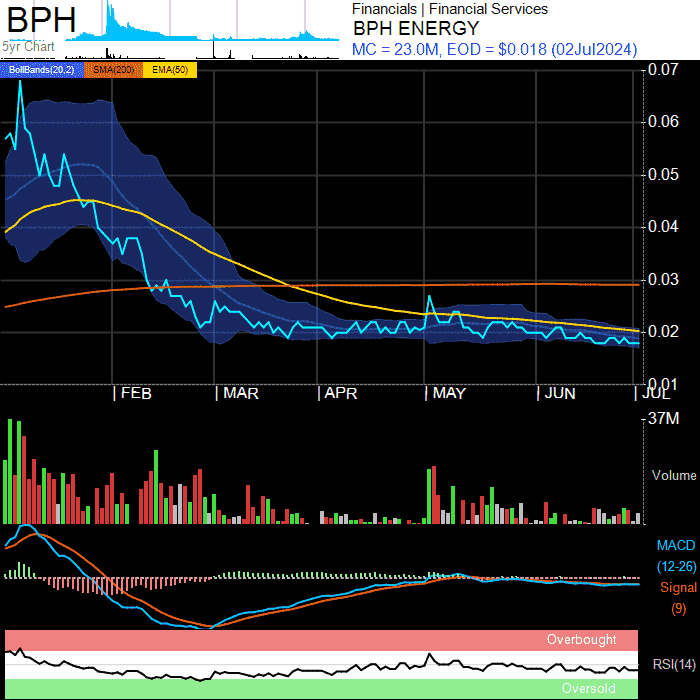 BPH
5yr Chart
Financials | Financial Services
BPH ENERGY
MC = 23.0M, EOD = $0.018 (02Jul2024)
BollBands(20,2) SMA(200) EMA(50)
0.07
0.06
0.05
0.04
0.03
0.02
0.01
FEB MAR APR MAY JUN JUL
37M
Volume
MACD
(12-26)
Signal
(9)
Overbought
RSI(14)
Oversold